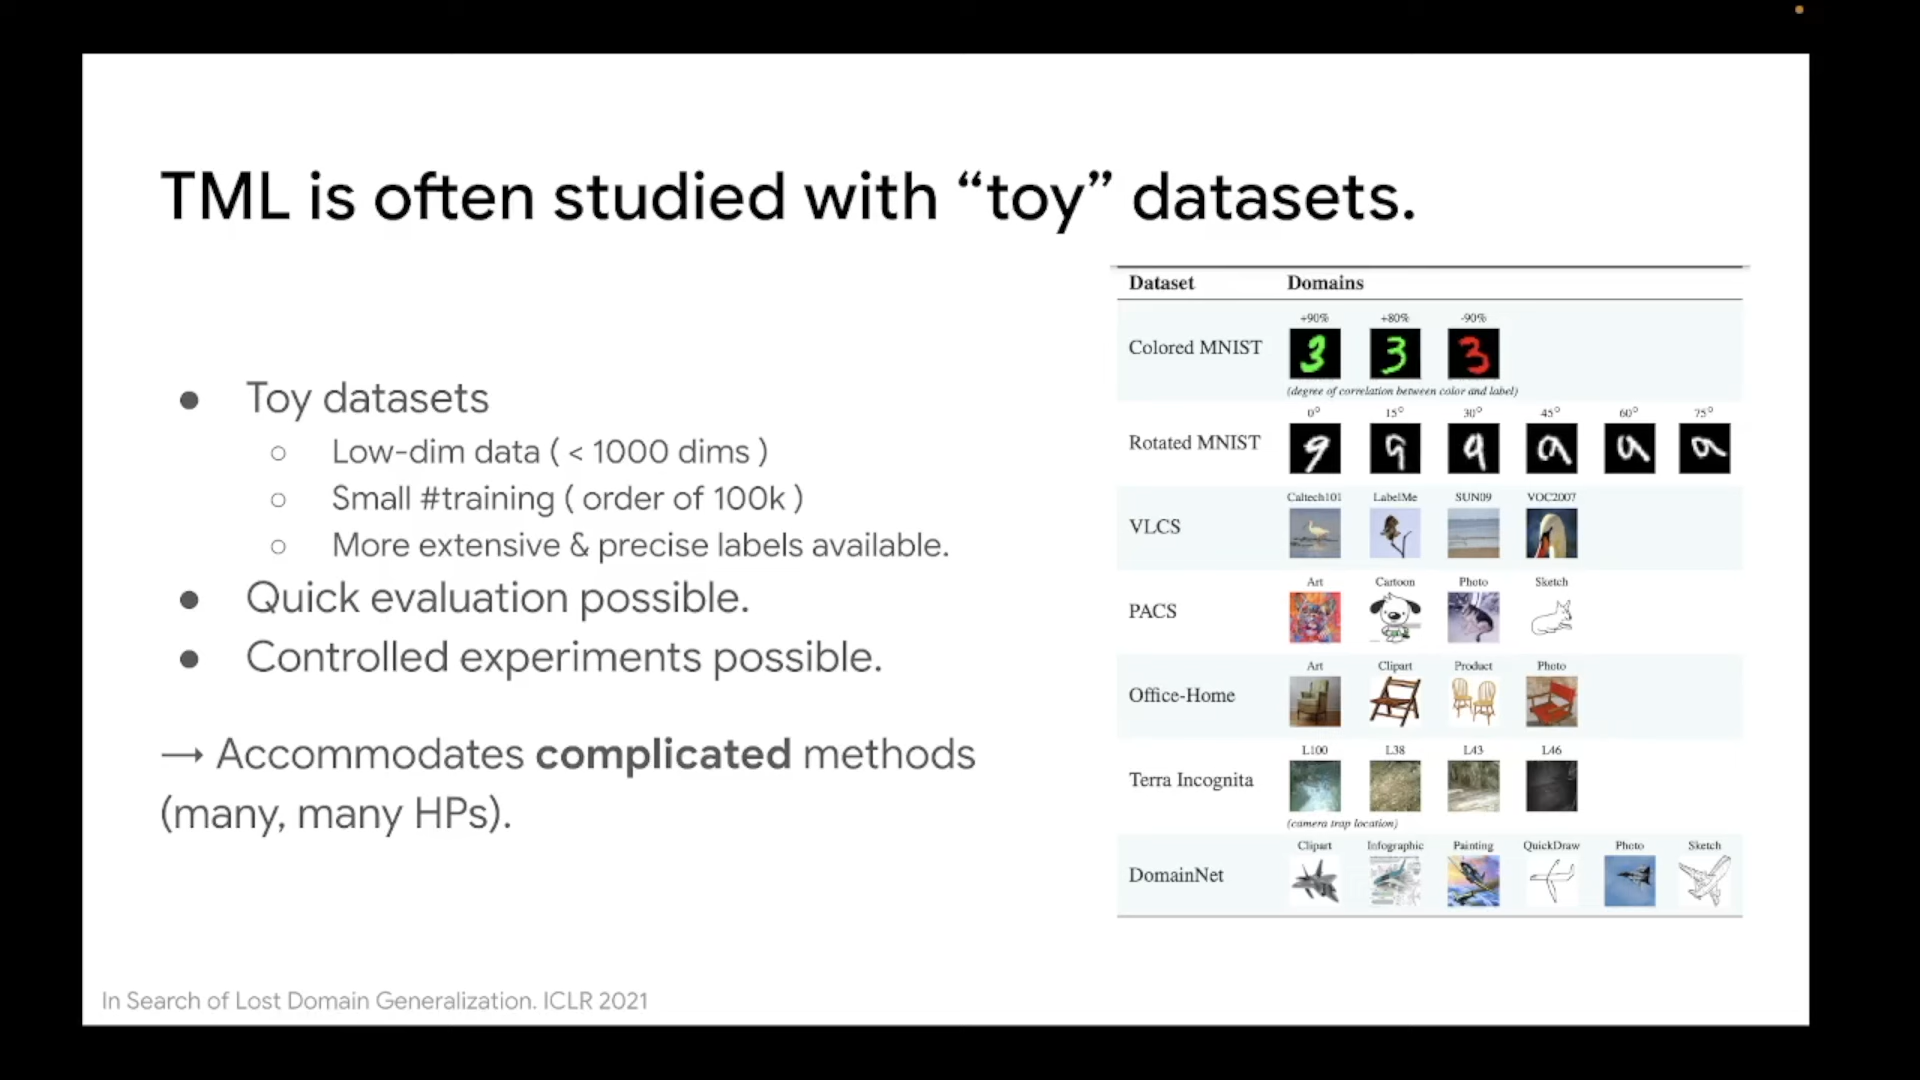 TML is often studied with “toy” datasets.
● Toy datasets
○ Low-dim data ( < 1000 dims )
○ Small #training ( order of 100k )
○ More extensive & precise labels available.
● Quick evaluation possible.
● Controlled experiments possible.
→ Accommodates complicated methods
(many, many HPs).
Dataset Domains
+90% +80% -90%
Colored MNIST
(degree of correlation between color and label)
0° 15° 30° 45° 60° 75°
Rotated MNIST
Caltech101 LabelMe SUN09 VOC2007
VLCS
Art Cartoon Photo Sketch
PACS
Art Clipart Product Photo
Office-Home
L100 L38 L43 L46
Terra Incognita
(camera trap location)
Clipart Infographic Painting QuickDraw Photo Sketch
DomainNet
In Search of Lost Domain Generalization. ICLR 2021